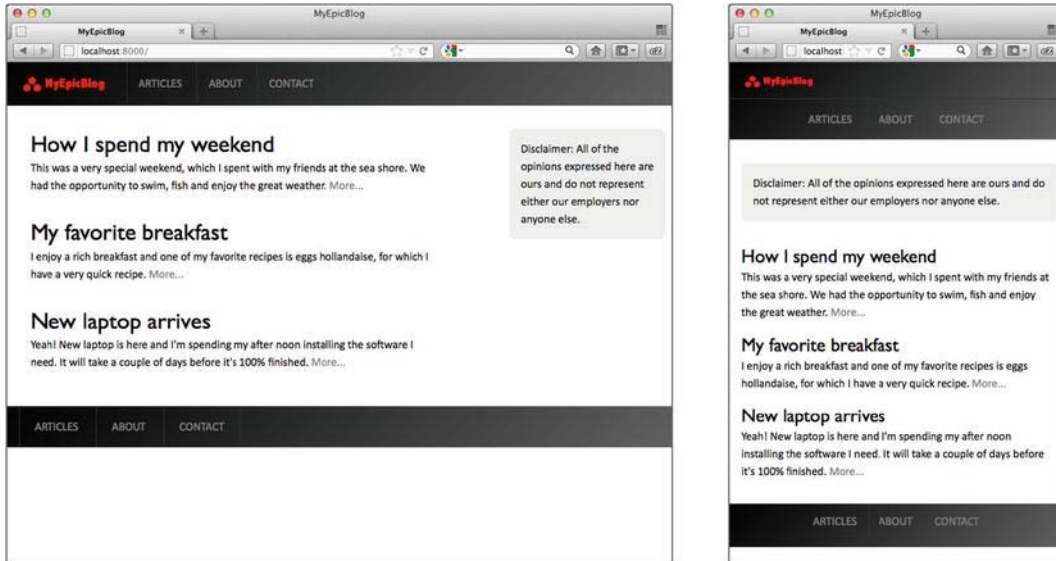 MyEpicBlog
MyEpicBlog
localhost:8000/
MyEpicBlog
ARTICLES ABOUT CONTACT
How I spend my weekend
This was a very special weekend, which I spent with my friends at the sea shore. We
had the opportunity to swim, fish and enjoy the great weather. More...
My favorite breakfast
I enjoy a rich breakfast and one of my favorite recipes is eggs hollandaise, for which I
have a very quick recipe. More...
New laptop arrives
Yeah! New laptop is here and I'm spending my after noon installing the software I
need. It will take a couple of days before it's 100% finished. More...
Disclaimer: All of the
opinions expressed here are
ours and do not represent
either our employers nor
anyone else.
ARTICLES ABOUT CONTACT
MyEpicBlog
MyEpicBlog
localhost
MyEpicBlog
ARTICLES ABOUT CONTACT
Disclaimer: All of the opinions expressed here are ours and do
not represent either our employers nor anyone else.
How I spend my weekend
This was a very special weekend, which I spent with my friends at
the sea shore. We had the opportunity to swim, fish and enjoy
the great weather. More...
My favorite breakfast
I enjoy a rich breakfast and one of my favorite recipes is eggs
hollandaise, for which I have a very quick recipe. More...
New laptop arrives
Yeah! New laptop is here and I'm spending my after noon
installing the software I need. It will take a couple of days before
it's 100% finished. More...
ARTICLES ABOUT CONTACT